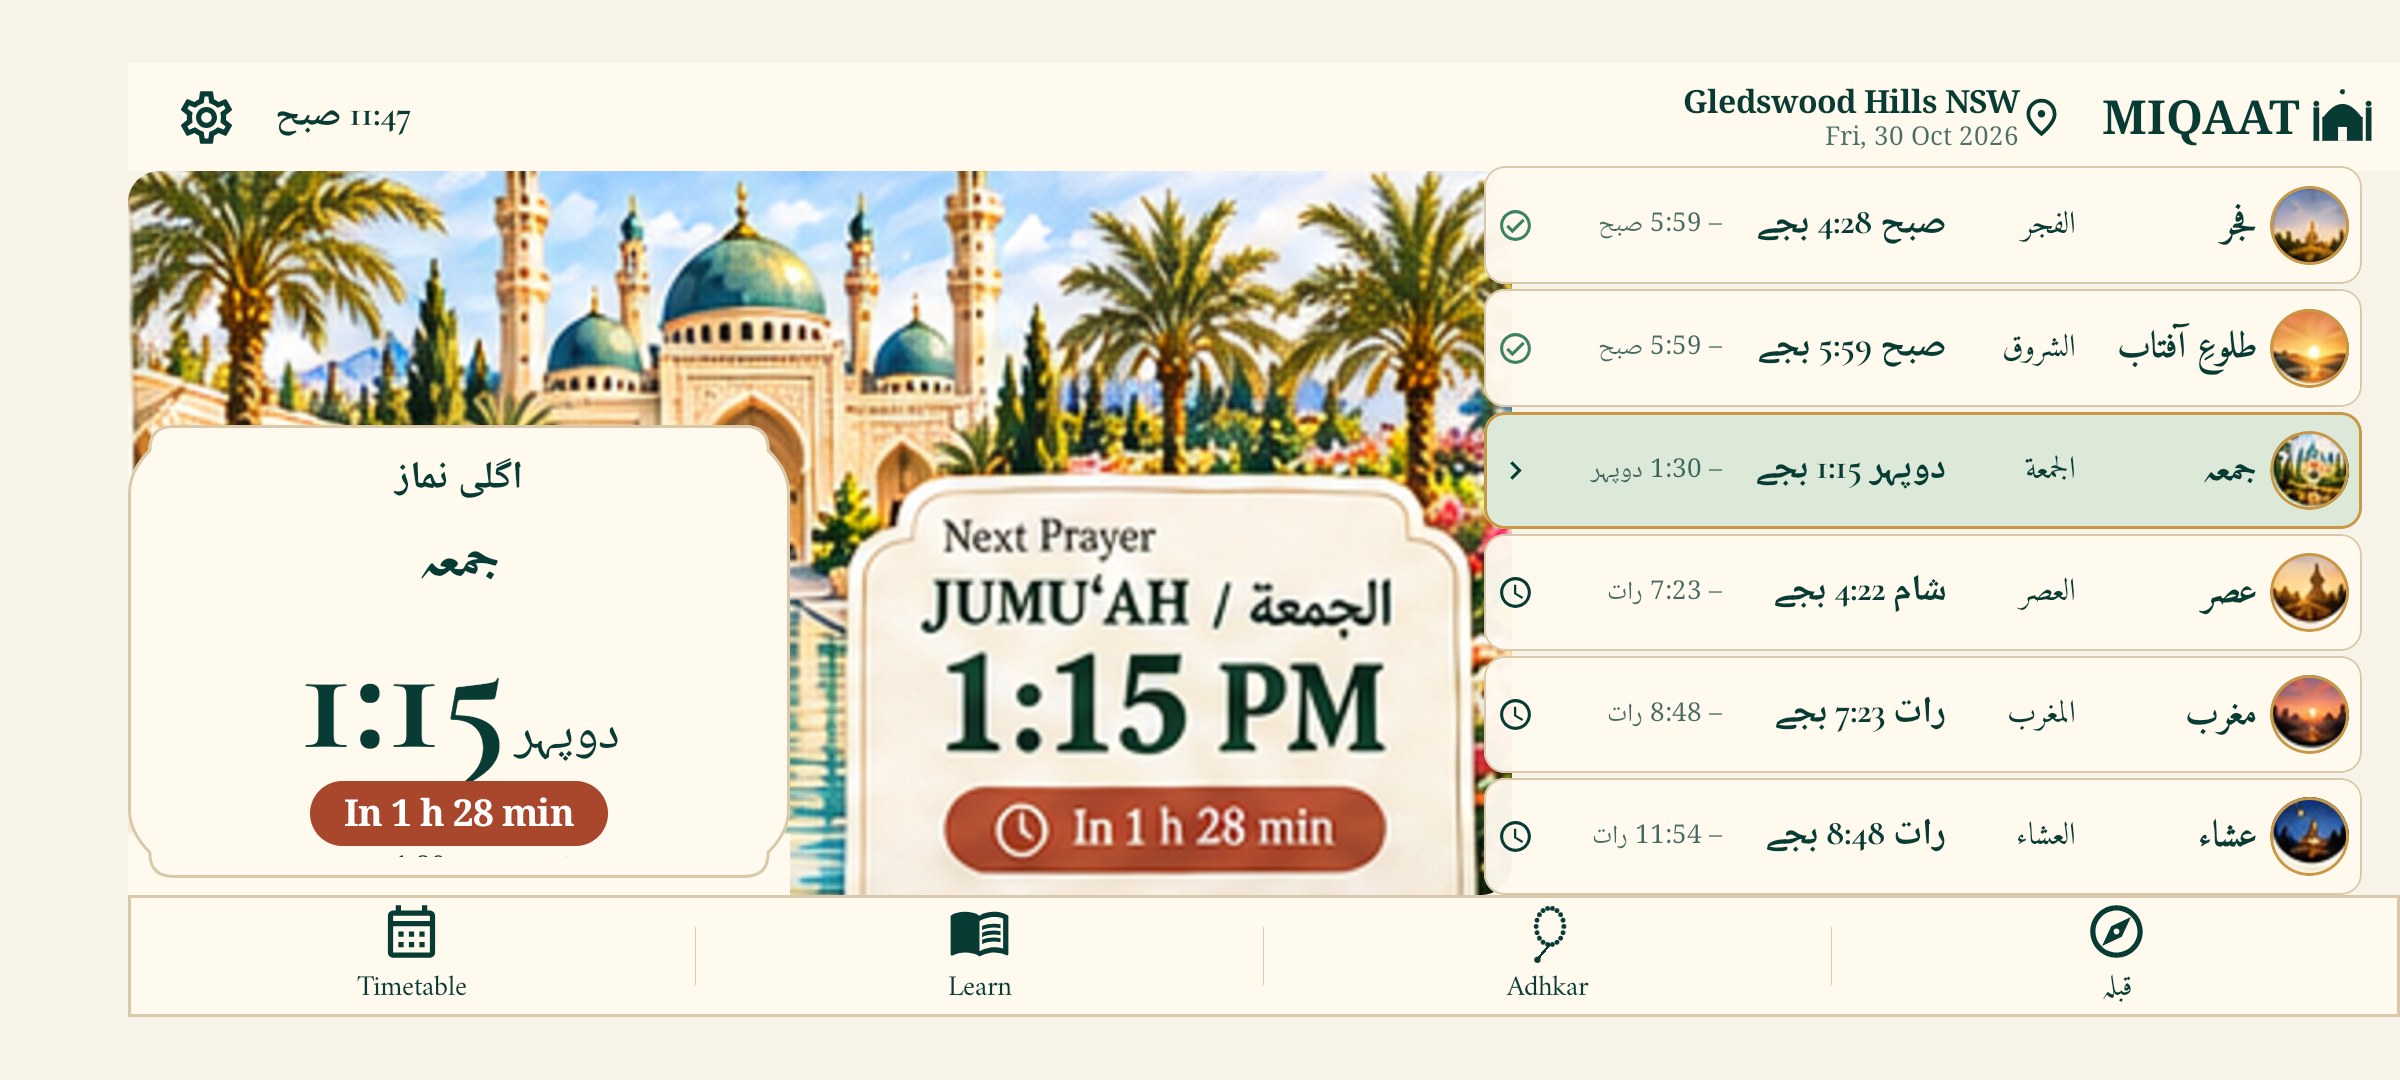 MIQAAT
Gledswood Hills NSW
Fri, 30 Oct 2026
11:47 صبح
فجر الفجر صبح 4:28 بجے – 5:59 صبح
طلوعِ آفتاب الشروق صبح 5:59 بجے – 5:59 صبح
جمعہ الجمعة دوپہر 1:15 بجے – 1:30 دوپہر
عصر العصر شام 4:22 بجے – 7:23 رات
مغرب المغرب رات 7:23 بجے – 8:48 رات
عشاء العشاء رات 8:48 بجے – 11:54 رات
Next Prayer
JUMU‘AH / الجمعة
1:15 PM
In 1 h 28 min
اگلی نماز
جمعہ
1:15 دوپہر
In 1 h 28 min
قبلہ
Adhkar
Learn
Timetable